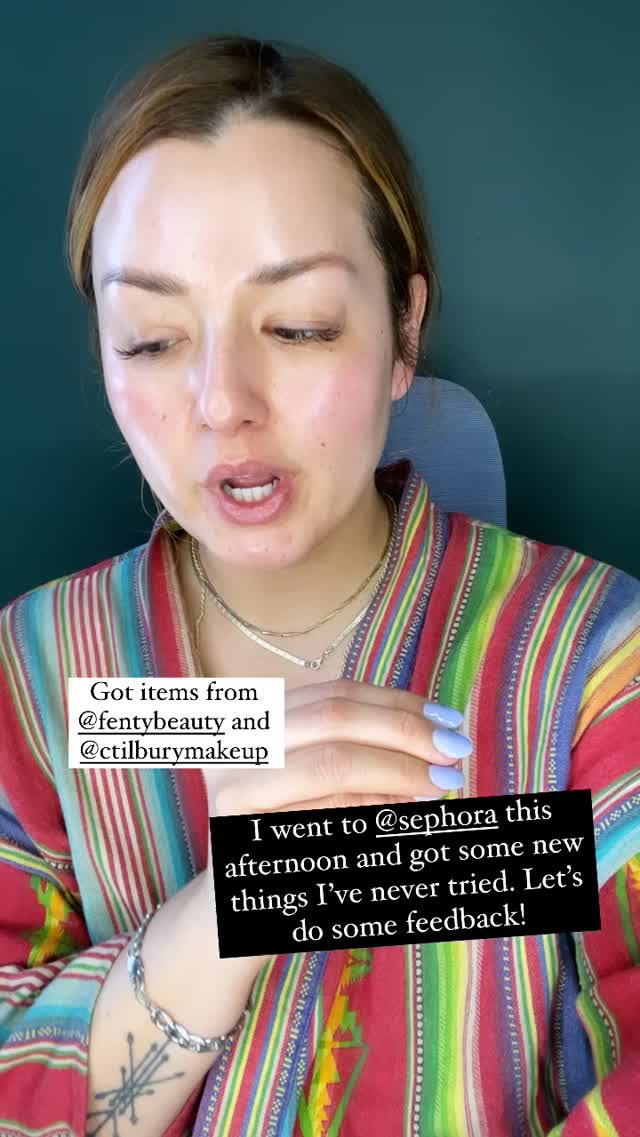 Got items from
@fentybeauty and
@ctilburymakeup
I went to @sephora this
afternoon and got some new
things I've never tried. Let's
do some feedback!